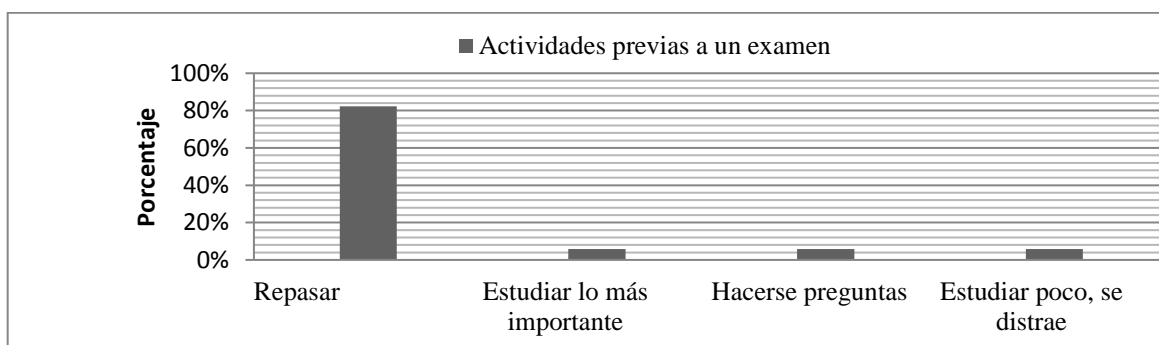 Actividades previas a un examen
Porcentaje
100%
80%
60%
40%
20%
0%
Repasar
Estudiar lo más
importante
Hacerse preguntas
Estudiar poco, se
distrae